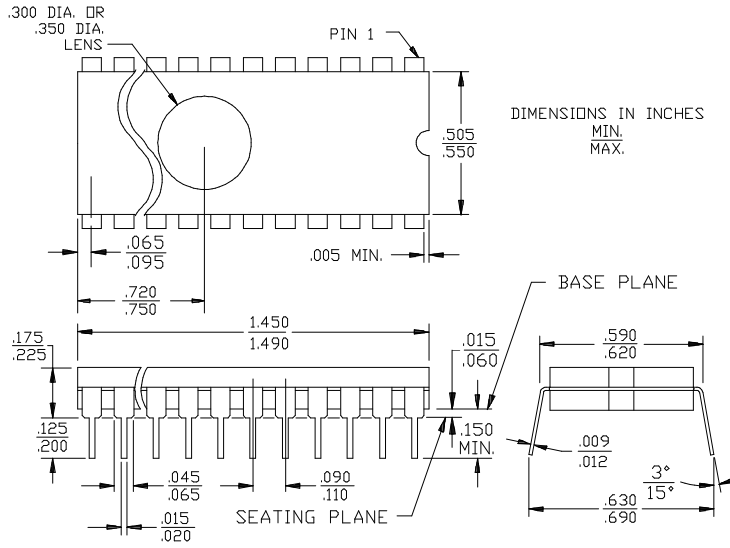 .300 DIA. OR
.350 DIA.
LENS
PIN 1
DIMENSIONS IN INCHES
MIN.
MAX.
.505
.550
.065
.095
.005 MIN.
.720
.750
BASE PLANE
1.450
1.490
.175
.225
.015
.060
.590
.620
.125
.200
.150
MIN.
.009
.012
.045
.065
.090
.110
3°
15°
.015
.020
SEATING PLANE
.630
.690